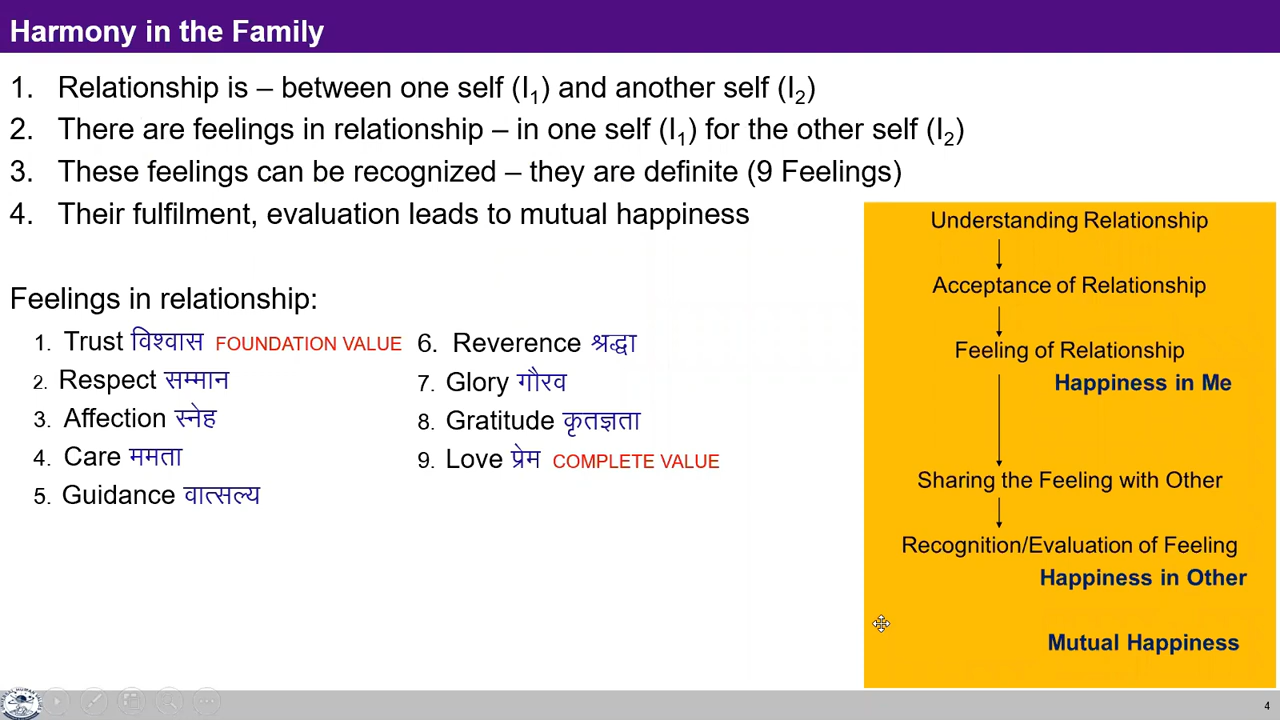 Harmony in the Family
1. Relationship is – between one self (I₁) and another self (I₂)
2. There are feelings in relationship – in one self (I₁) for the other self (I₂)
3. These feelings can be recognized – they are definite (9 Feelings)
4. Their fulfilment, evaluation leads to mutual happiness
Feelings in relationship:
1. Trust विश्वास FOUNDATION VALUE
2. Respect सम्मान
3. Affection स्नेह
4. Care ममता
5. Guidance वात्सल्य
6. Reverence श्रद्धा
7. Glory गौरव
8. Gratitude कृतज्ञता
9. Love प्रेम COMPLETE VALUE
Understanding Relationship
Acceptance of Relationship
Feeling of Relationship
Happiness in Me
Sharing the Feeling with Other
Recognition/Evaluation of Feeling
Happiness in Other
Mutual Happiness
4